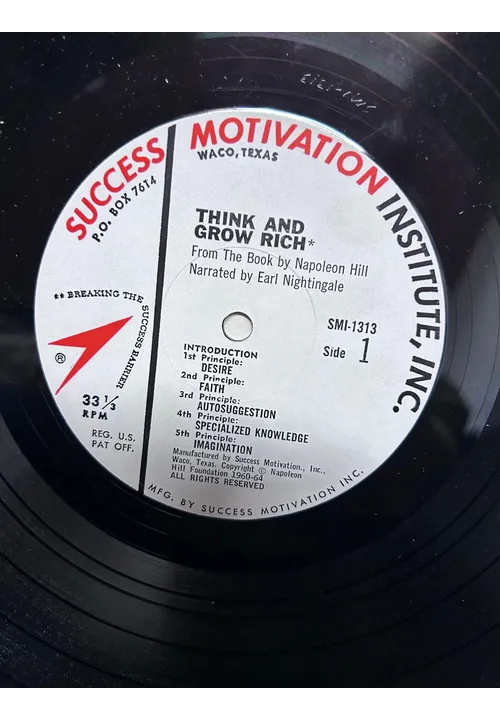 SUCCESS MOTIVATION INSTITUTE, INC.
P.O. BOX 7614
WACO, TEXAS
THINK AND
GROW RICH*
From The Book by Napoleon Hill
Narrated by Earl Nightingale
** BREAKING THE SUCCESS BARRIER
®
33 1/3
RPM
REG. U.S.
PAT OFF.
SMI-1313
Side 1
INTRODUCTION
1st Principle:
DESIRE
2nd Principle:
FAITH
3rd Principle:
AUTOSUGGESTION
4th Principle:
SPECIALIZED KNOWLEDGE
5th Principle:
IMAGINATION
Manufactured by Success Motivation., Inc.,
Waco, Texas. Copyright Ⓟ Napoleon
Hill Foundation 1960-64
ALL RIGHTS RESERVED
MFG. BY SUCCESS MOTIVATION INC.